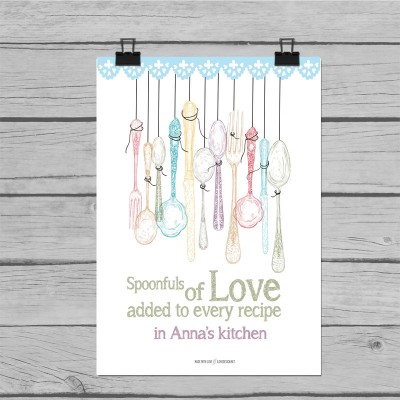 Spoonfuls of Love
added to every recipe
in Anna's kitchen